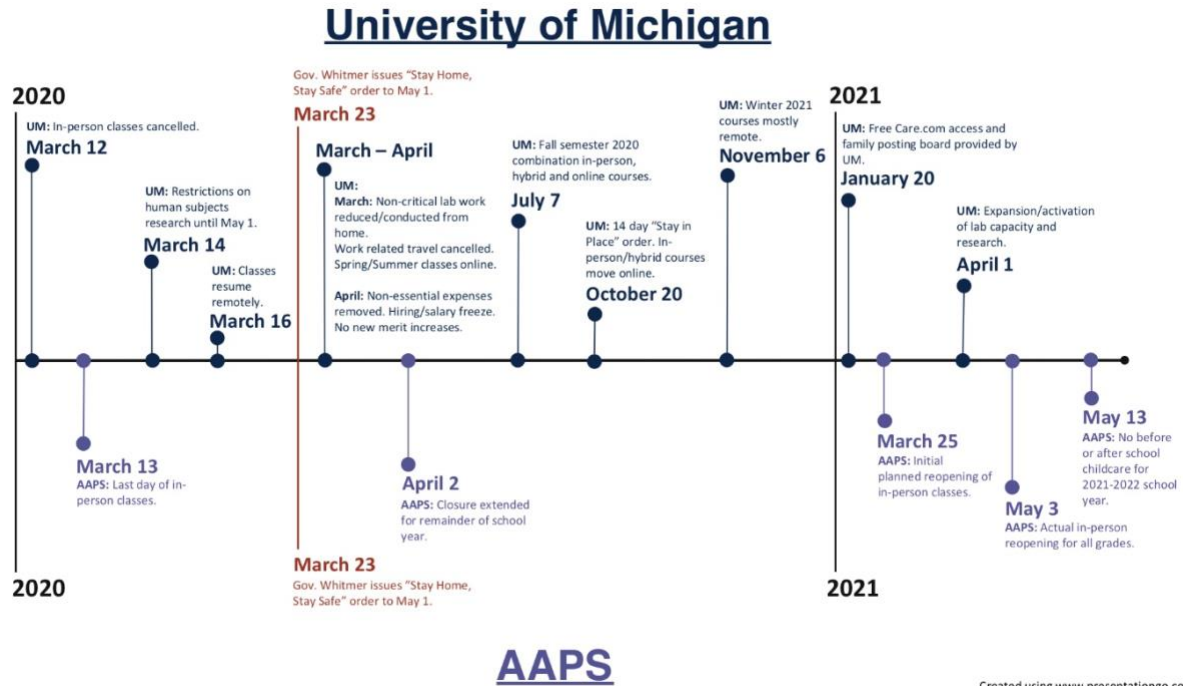 University of Michigan
Gov. Whitmer issues “Stay Home,
Stay Safe” order to May 1.
March 23
2020
UM: In-person classes cancelled.
March 12
UM: Restrictions on
human subjects
research until May 1.
March 14
UM: Classes
resume
remotely.
March 16
March – April
UM:
March: Non-critical lab work
reduced/conducted from
home.
Work related travel cancelled.
Spring/Summer classes online.
April: Non-essential expenses
removed. Hiring/salary freeze.
No new merit increases.
UM: Fall semester 2020
combination in-person,
hybrid and online courses.
July 7
UM: 14 day “Stay in
Place” order. In-
person/hybrid courses
move online.
October 20
UM: Winter 2021
courses mostly
remote.
November 6
2021
UM: Free Care.com access and
family posting board provided by
UM.
January 20
UM: Expansion/activation
of lab capacity and
research.
April 1
March 13
AAPS: Last day of in-
person classes.
April 2
AAPS: Closure extended
for remainder of school
year.
March 25
AAPS: Initial
planned reopening of
in-person classes.
May 3
AAPS: Actual in-person
reopening for all grades.
May 13
AAPS: No before
or after school
childcare for
2021-2022 school
year.
2020
March 23
Gov. Whitmer issues “Stay Home,
Stay Safe” order to May 1.
2021
AAPS
Created using